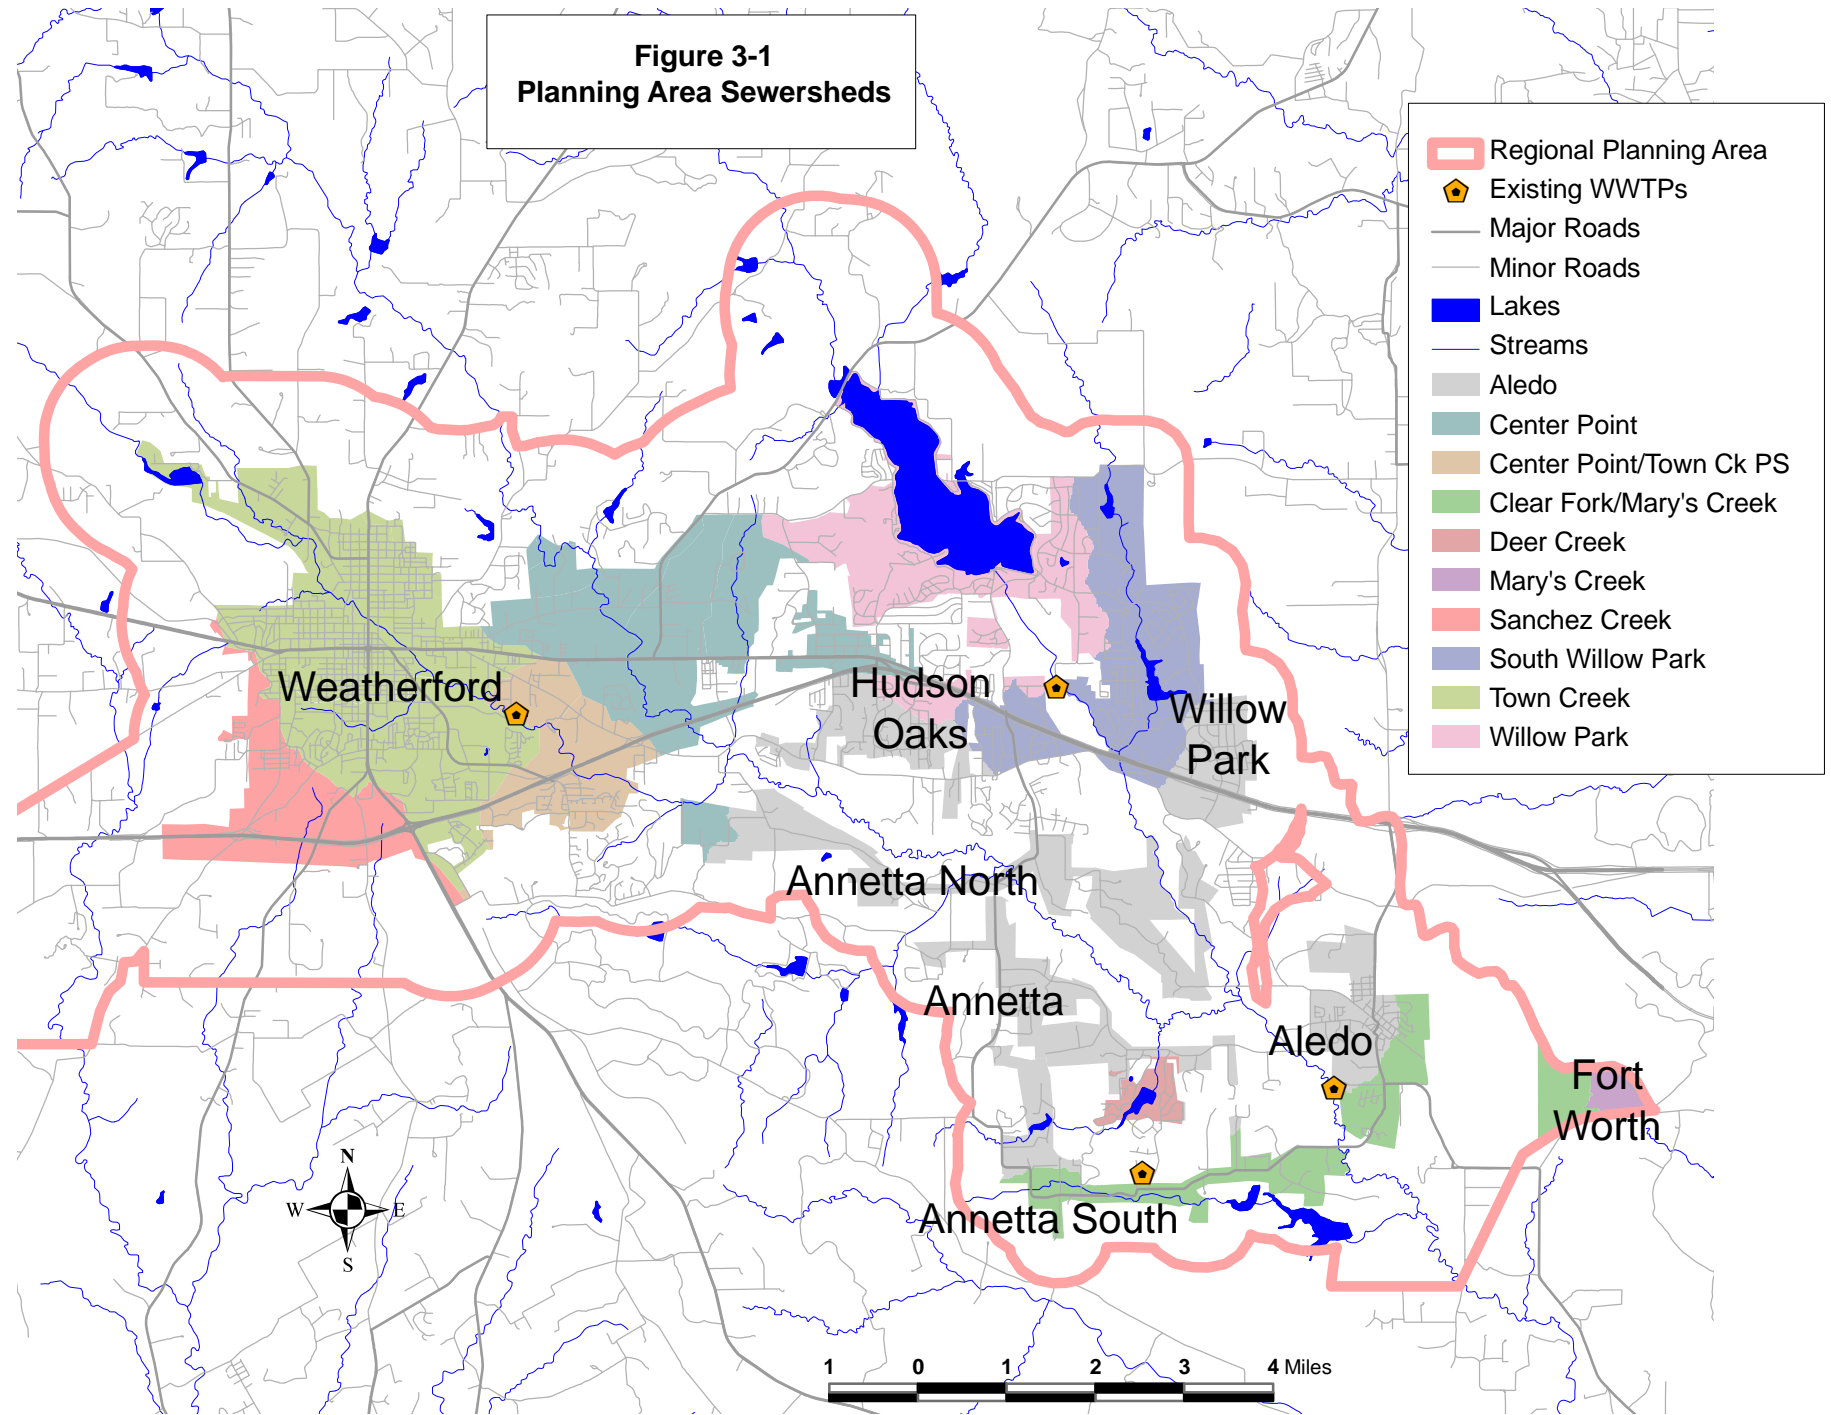 Figure 3-1
Planning Area Sewersheds
Regional Planning Area
Existing WWTPs
Major Roads
Minor Roads
Lakes
Streams
Aledo
Center Point
Center Point/Town Ck PS
Clear Fork/Mary's Creek
Deer Creek
Mary's Creek
Sanchez Creek
South Willow Park
Town Creek
Willow Park
Weatherford
Hudson
Oaks
Willow
Park
Annetta North
Annetta
Aledo
Fort
Worth
Annetta South
N
W E
S
1 0 1 2 3 4 Miles